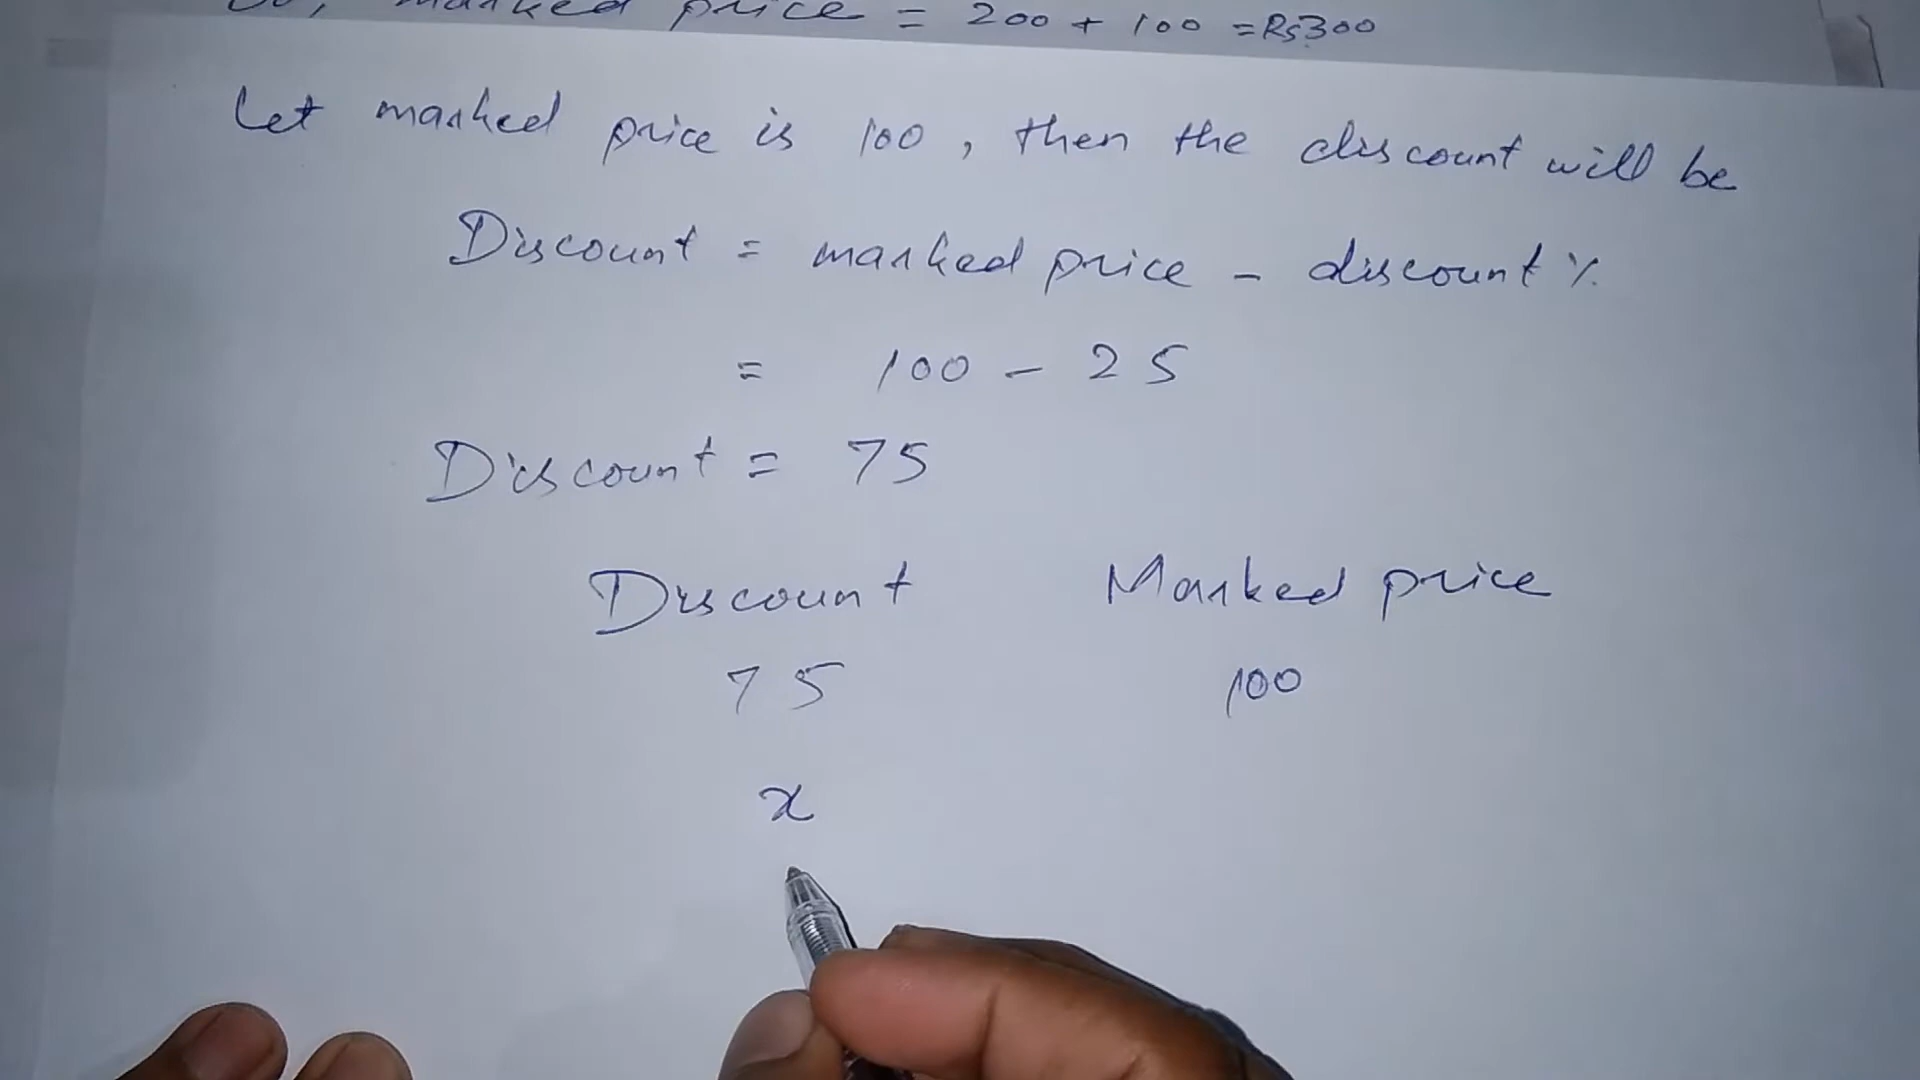 marked price = 200 + 100 = Rs300
Let marked price is 100, then the discount will be
Discount = marked price - discount %
= 100 - 25
Discount = 75
Discount Marked price
75 100
x